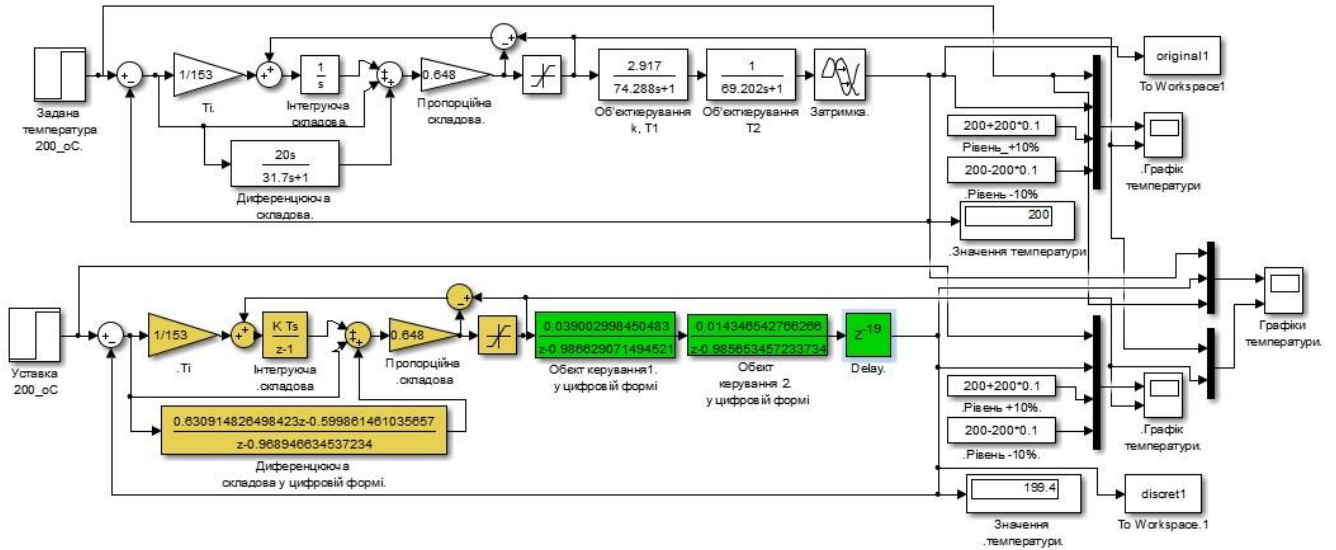 Задана
температура
200_oC.
1/153
Ti.
1
s
Інтегруюча
складова.
0.648
Пропорційна
складова.
2.917
74.288s+1
Об'єкткерування
k, T1
1
69.202s+1
Об'єкткерування
T2
Затримка.
20s
31.7s+1
Диференцююча
складова.
original1
To Workspace1
200+200*0.1
Рівень_+10%
200-200*0.1
.Рівень -10%
.Графік
температури
200
.Значення температури
Уставка
200_oC
1/153
.Ti
K Ts
z-1
Інтегруюча
.складова
0.648
Пропорційна
.складова
0.039002998450483
z-0.986629071494521
Обєкт керування1.
у цифровій формі
0.014346542766266
z-0.985653457233734
Обєкт
керування 2.
у цифровій формі
z-19
Delay.
0.630914826498423z-0.599861461035657
z-0.968946634537234
Диференцююча
складова у цифровій формі.
Графіки
температури.
200+200*0.1
.Рівень +10%.
200-200*0.1
.Рівень -10%.
.Графік
температури.
199.4
Значення
.температури.
discret1
To Workspace.1